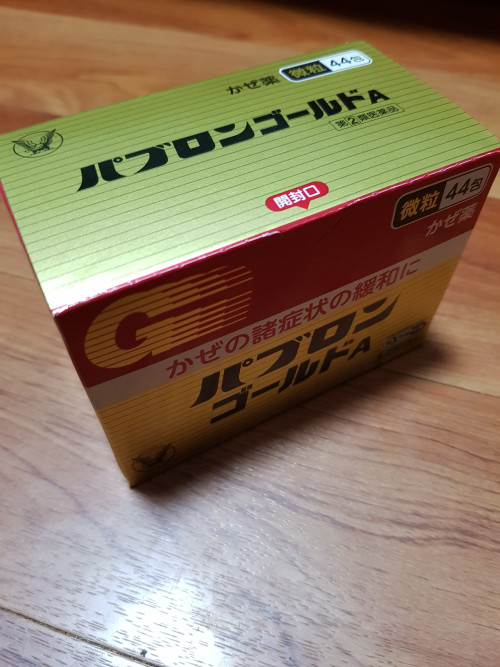 かぜ薬 微粒 44包
パブロンゴールドA
第②類医薬品
開封口
微粒 44包
かぜ薬
G
かぜの諸症状の緩和に
パブロン
ゴールドA